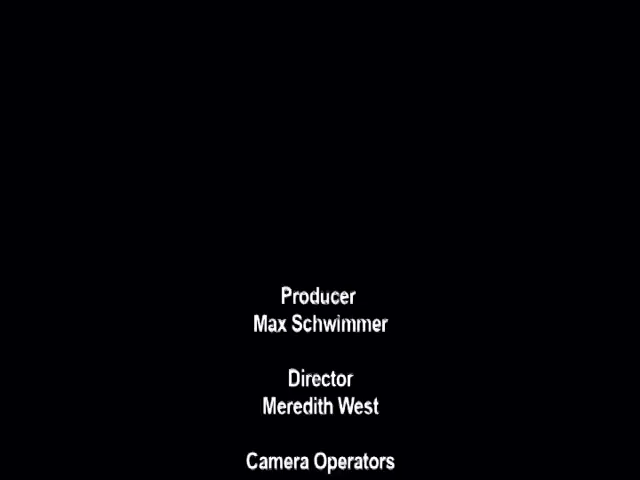 Producer
Max Schwimmer
Director
Meredith West
Camera Operators